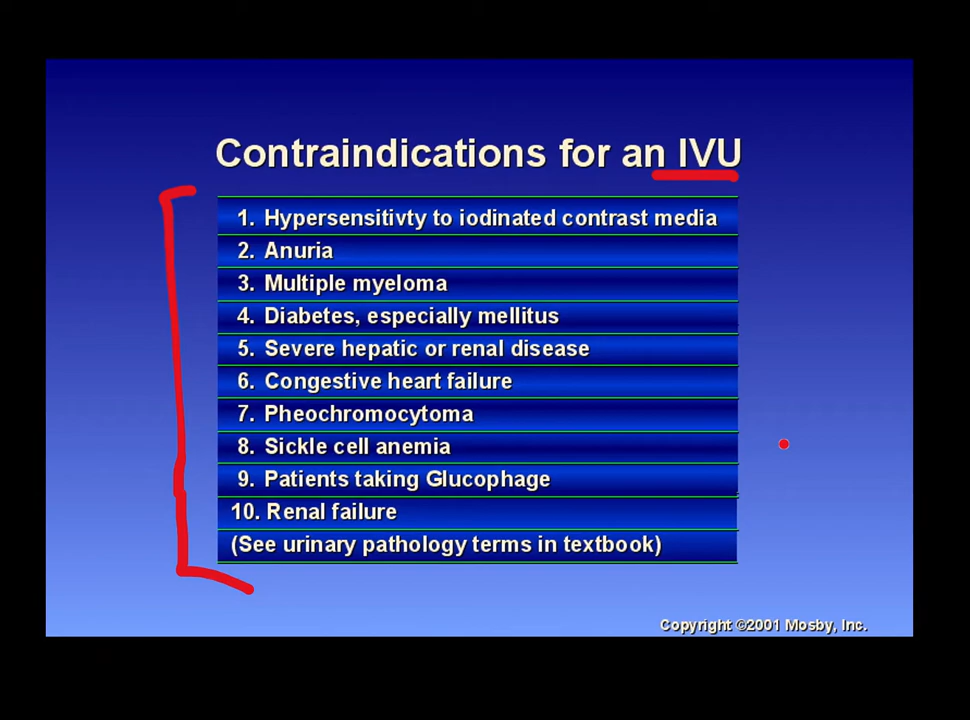 Contraindications for an IVU
1. Hypersensitivty to iodinated contrast media
2. Anuria
3. Multiple myeloma
4. Diabetes, especially mellitus
5. Severe hepatic or renal disease
6. Congestive heart failure
7. Pheochromocytoma
8. Sickle cell anemia
9. Patients taking Glucophage
10. Renal failure
(See urinary pathology terms in textbook)
Copyright ©2001 Mosby, Inc.